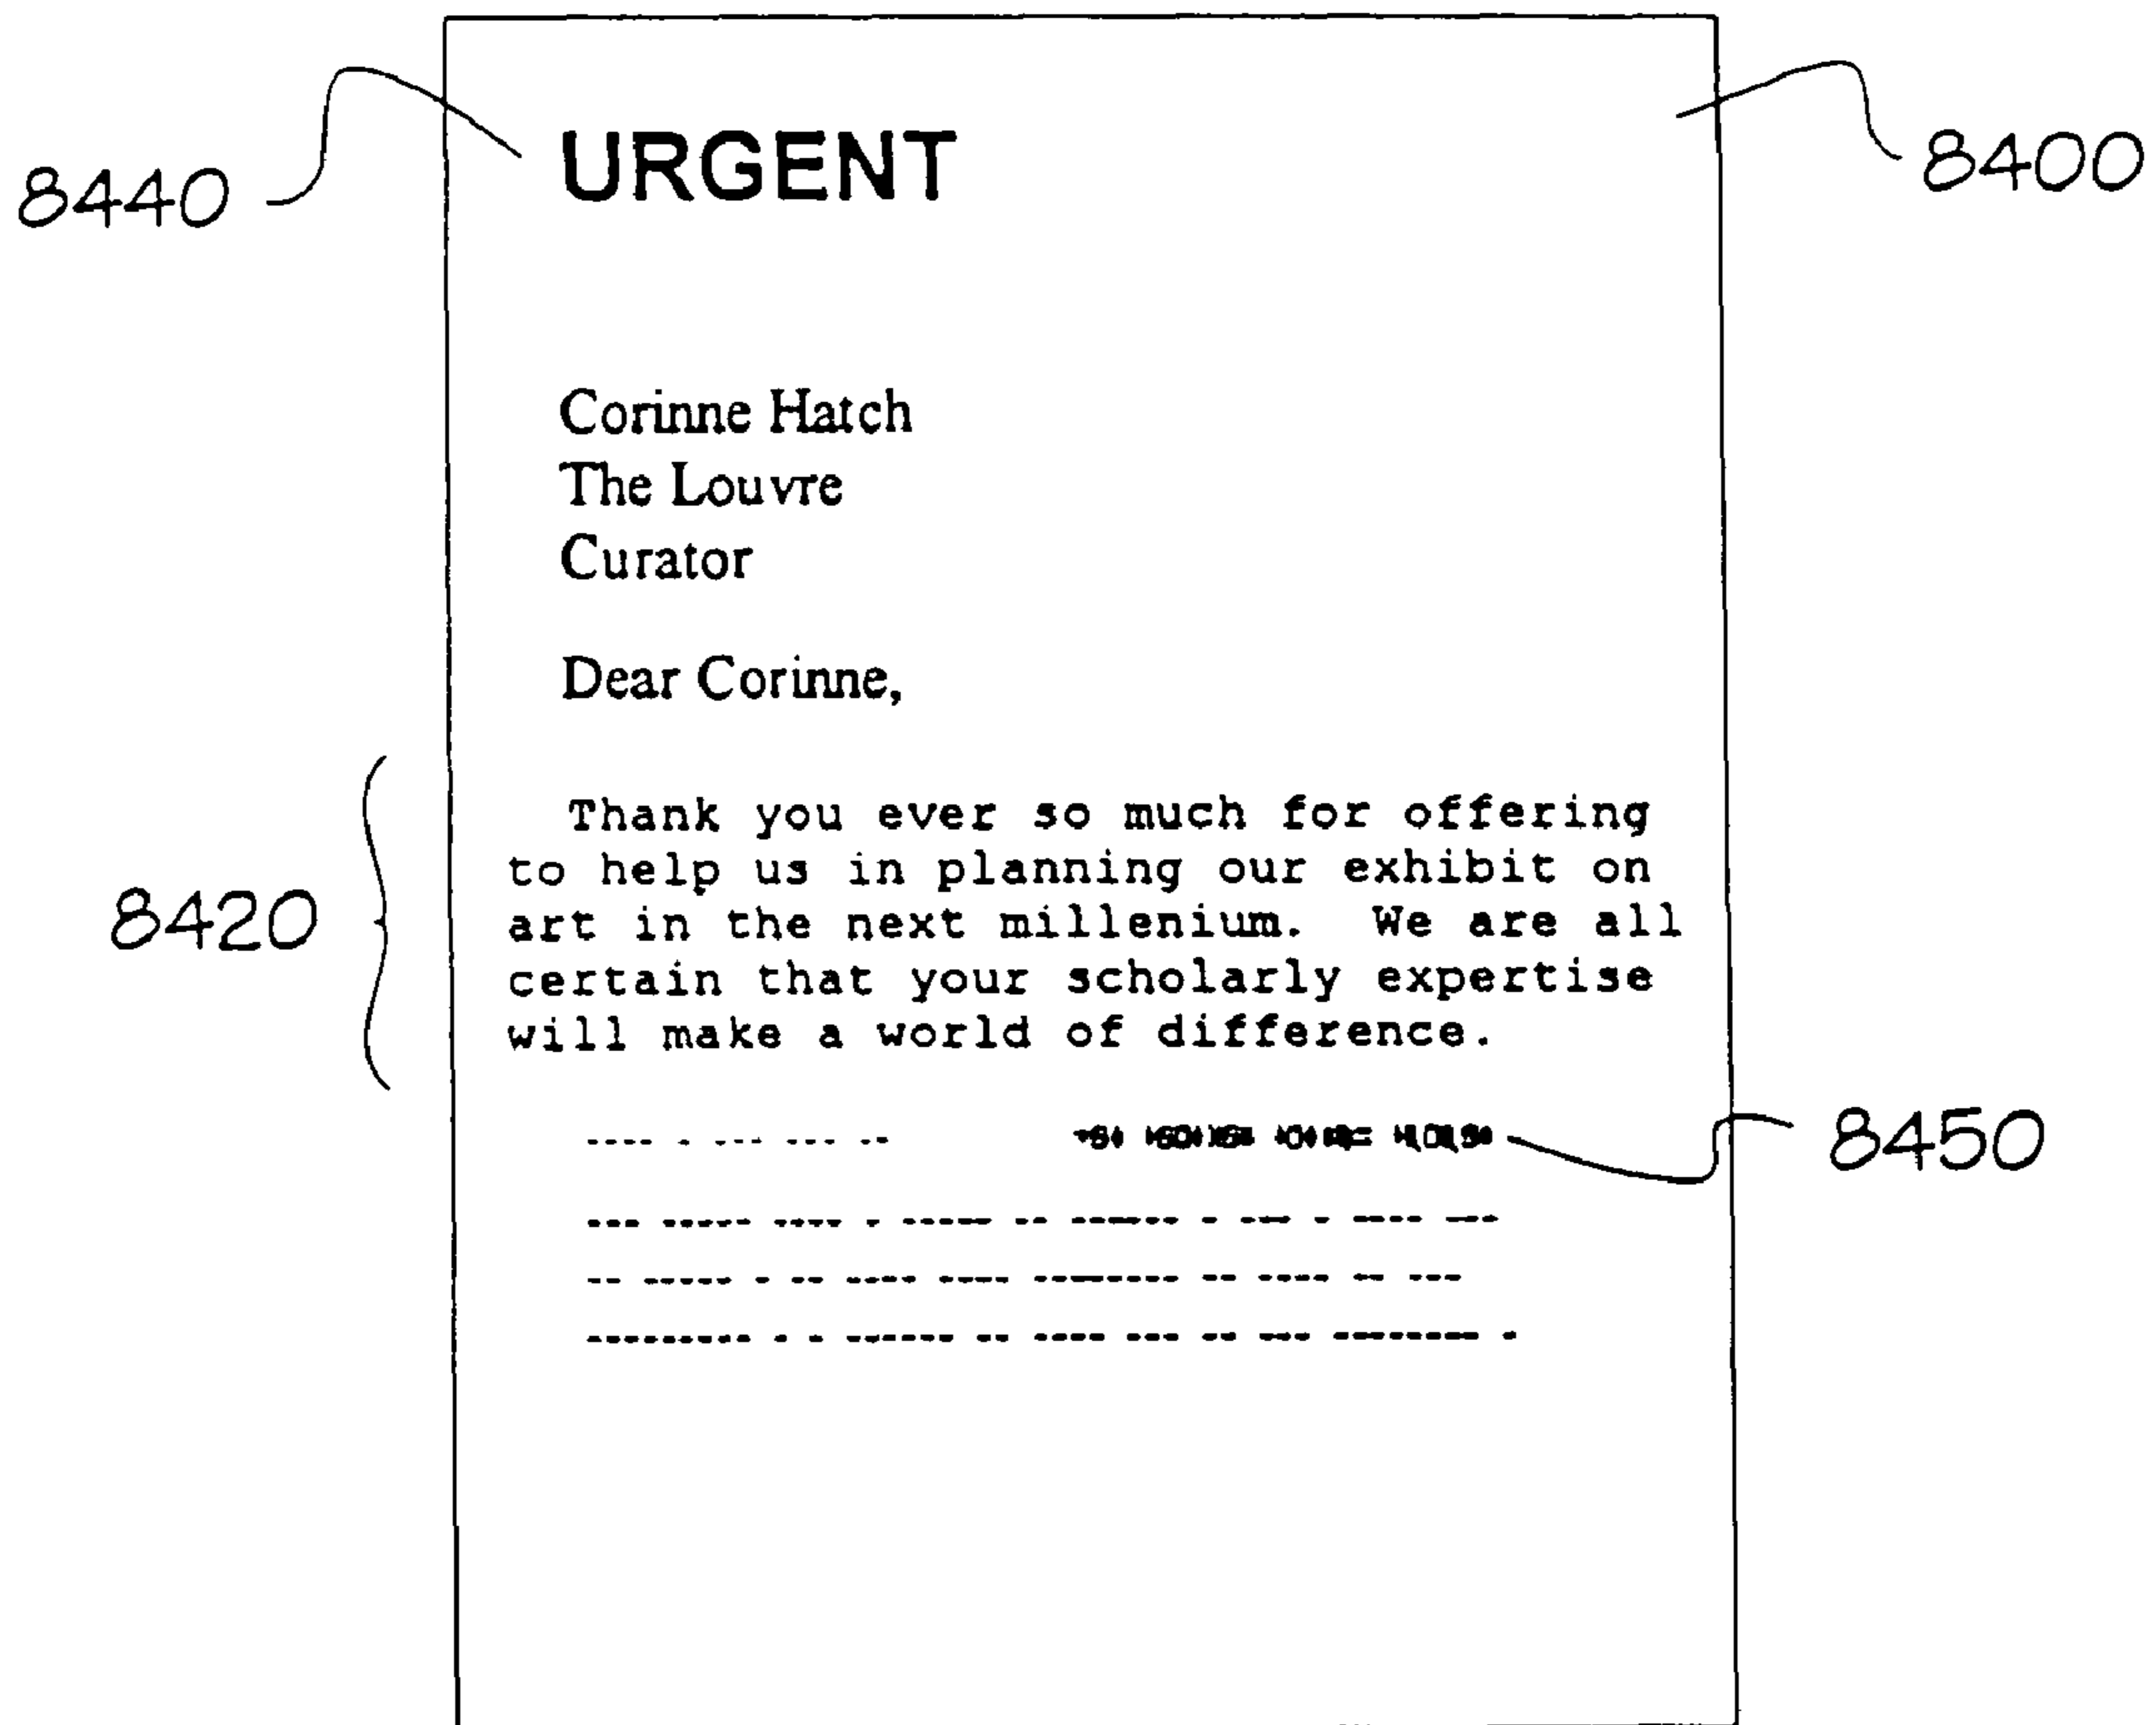 URGENT
8440
8400
Corinne Hatch
The Louvre
Curator
Dear Corinne,
Thank you ever so much for offering
to help us in planning our exhibit on
art in the next millenium. We are all
certain that your scholarly expertise
will make a world of difference.
8420
8450